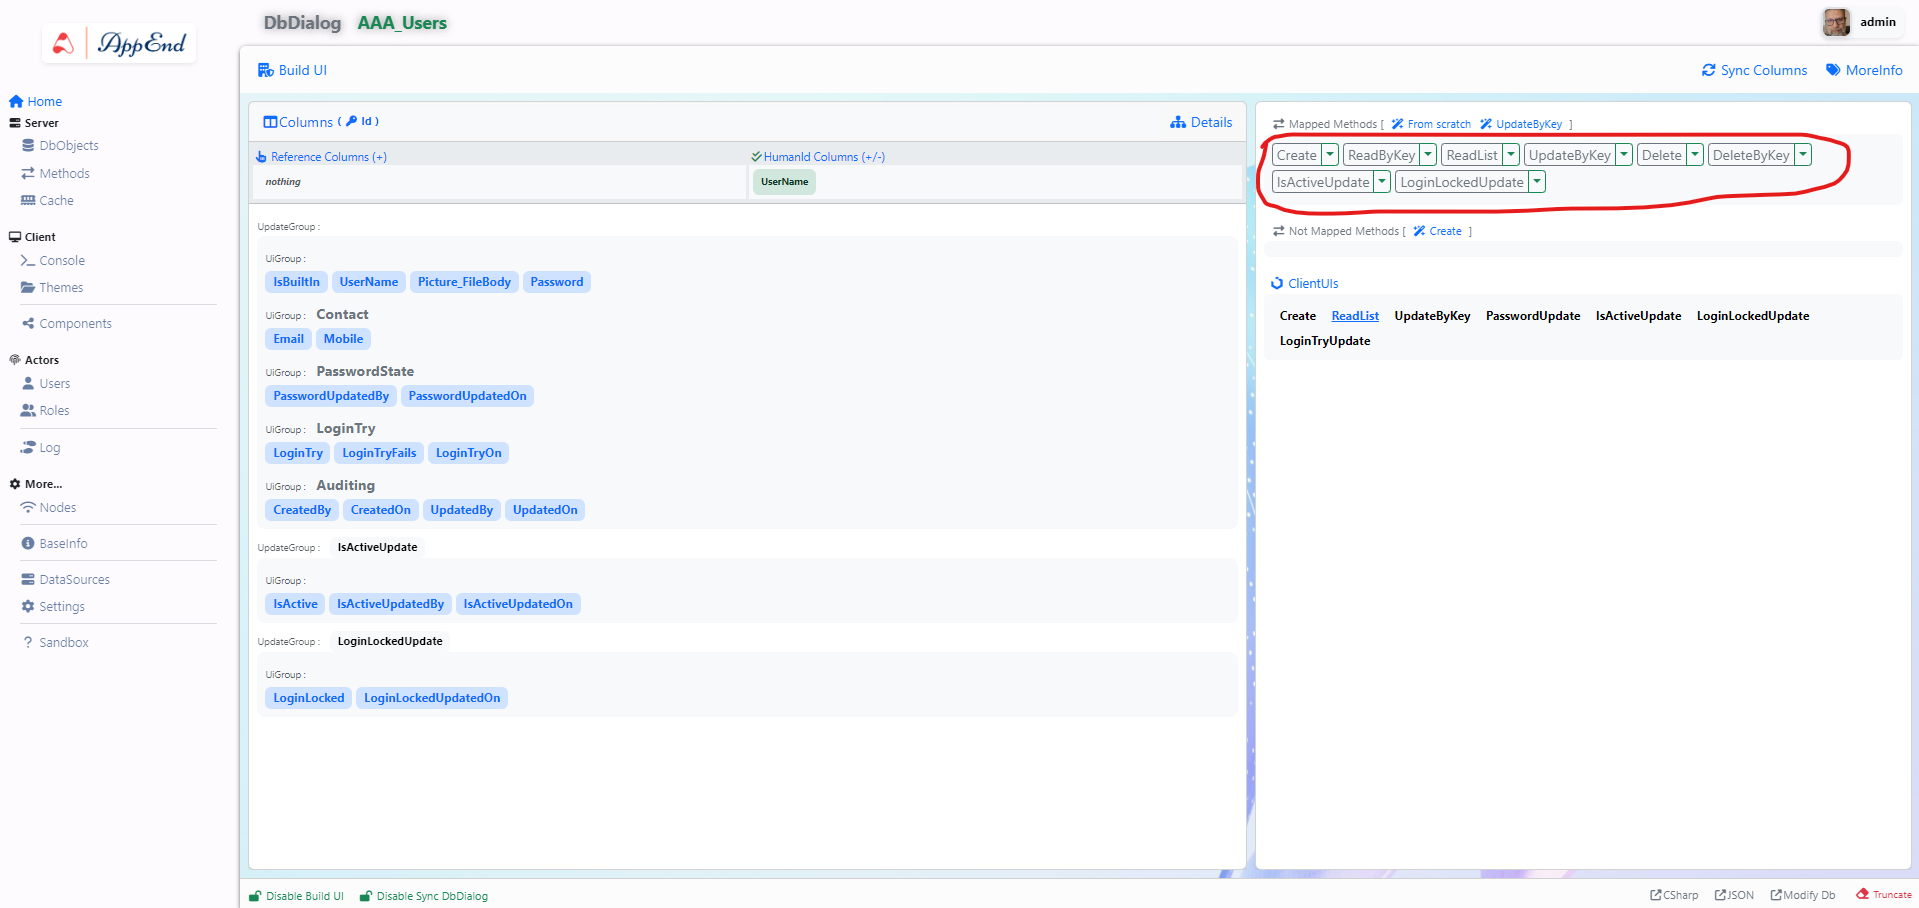 AppEnd
DbDialog AAA_Users
admin
Home
Server
DbObjects
Methods
Cache
Client
Console
Themes
Components
Actors
Users
Roles
Log
More...
Nodes
BaseInfo
DataSources
Settings
? Sandbox
Build UI
Sync Columns MoreInfo
Columns ( Id )
Details
Reference Columns (+)
nothing
HumanId Columns (+/-)
UserName
UpdateGroup :
UiGroup :
IsBuiltIn UserName Picture_FileBody Password
UiGroup : Contact
Email Mobile
UiGroup : PasswordState
PasswordUpdatedBy PasswordUpdatedOn
UiGroup : LoginTry
LoginTry LoginTryFails LoginTryOn
UiGroup : Auditing
CreatedBy CreatedOn UpdatedBy UpdatedOn
UpdateGroup : IsActiveUpdate
UiGroup :
IsActive IsActiveUpdatedBy IsActiveUpdatedOn
UpdateGroup : LoginLockedUpdate
UiGroup :
LoginLocked LoginLockedUpdatedOn
Mapped Methods [ From scratch UpdateByKey ]
Create ReadByKey ReadList UpdateByKey Delete DeleteByKey
IsActiveUpdate LoginLockedUpdate
Not Mapped Methods [ Create ]
ClientUIs
Create ReadList UpdateByKey PasswordUpdate IsActiveUpdate LoginLockedUpdate
LoginTryUpdate
Disable Build UI Disable Sync DbDialog
CSharp JSON Modify Db Truncate